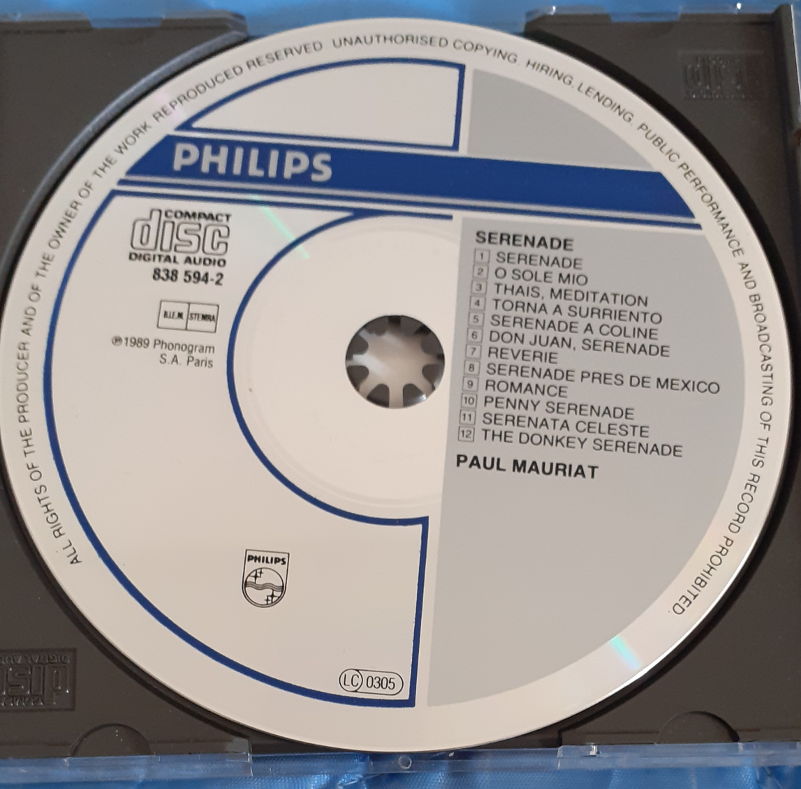 ALL RIGHTS OF THE PRODUCER AND OF THE OWNER OF THE WORK REPRODUCED RESERVED UNAUTHORISED COPYING. HIRING, LENDING, PUBLIC PERFORMANCE AND BROADCASTING OF THIS RECORD PROHIBITED.
PHILIPS
COMPACT
disc
DIGITAL AUDIO
838 594-2
B.I.E.M. STEMRA
℗1989 Phonogram
S.A. Paris
SERENADE
1 SERENADE
2 O SOLE MIO
3 THAIS, MEDITATION
4 TORNA A SURRIENTO
5 SERENADE A COLINE
6 DON JUAN, SERENADE
7 REVERIE
8 SERENADE PRES DE MEXICO
9 ROMANCE
10 PENNY SERENADE
11 SERENATA CELESTE
12 THE DONKEY SERENADE
PAUL MAURIAT
PHILIPS
LC 0305